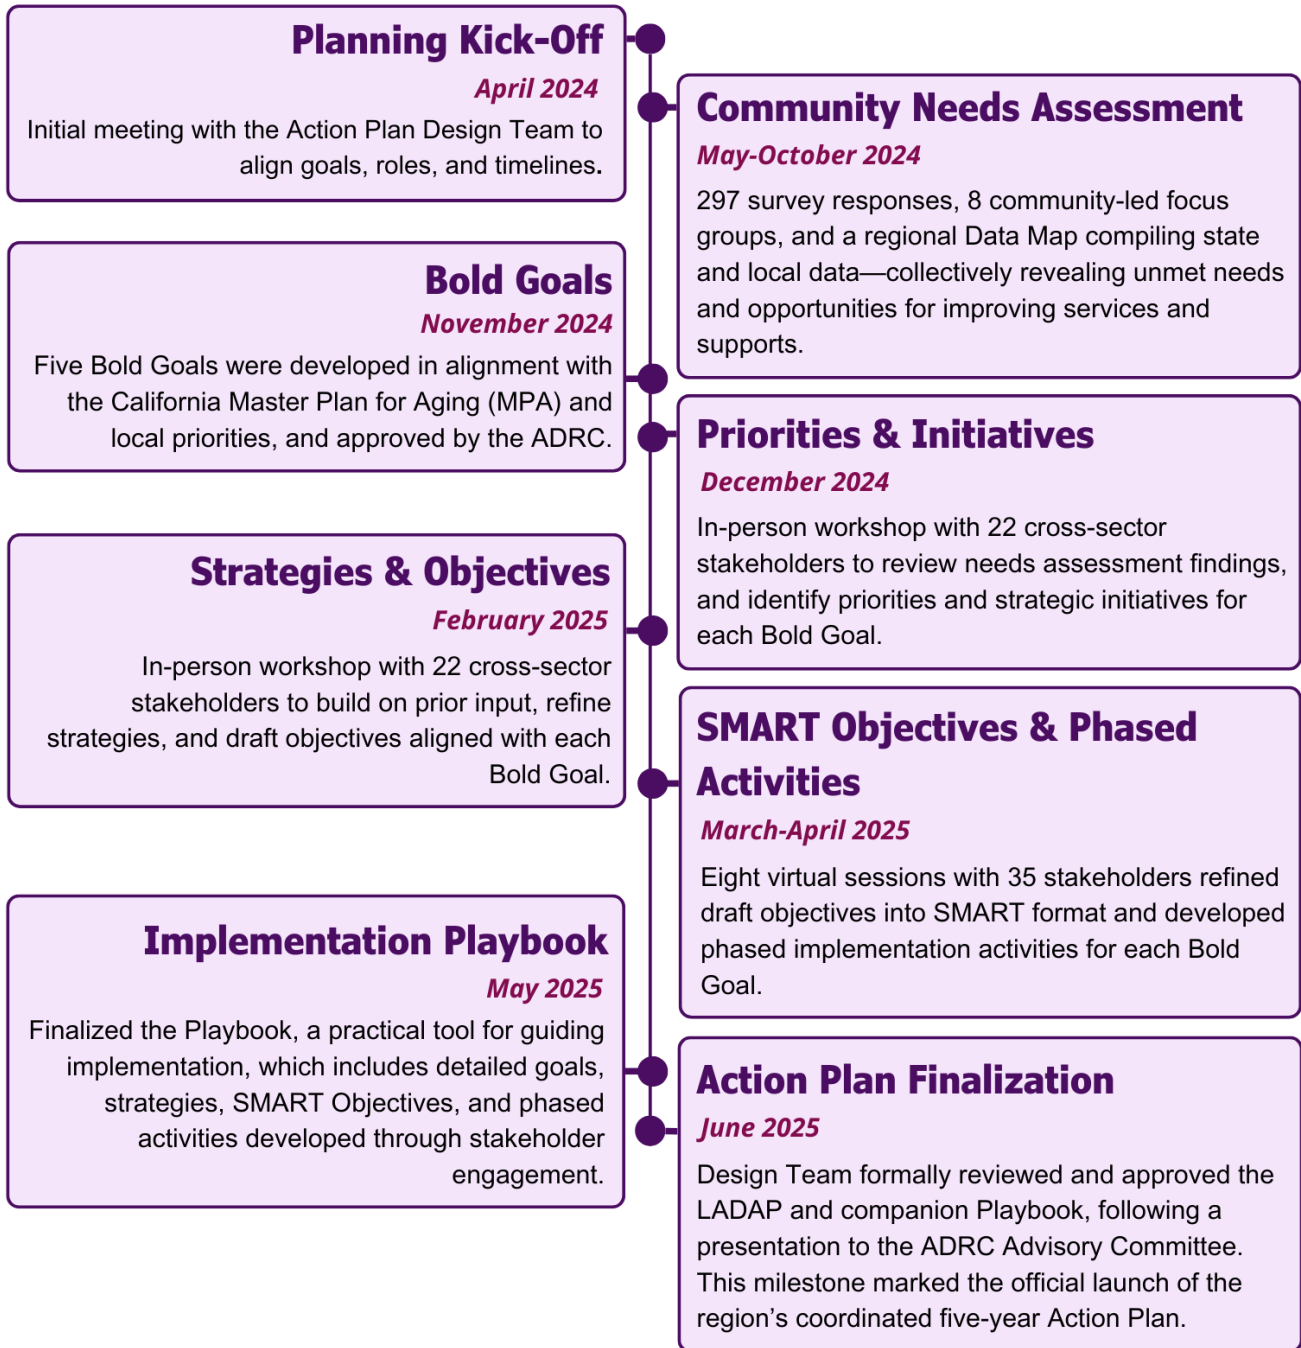 Planning Kick-Off
April 2024
Initial meeting with the Action Plan Design Team to
align goals, roles, and timelines.
Community Needs Assessment
May-October 2024
297 survey responses, 8 community-led focus
groups, and a regional Data Map compiling state
and local data—collectively revealing unmet needs
and opportunities for improving services and
supports.
Bold Goals
November 2024
Five Bold Goals were developed in alignment with
the California Master Plan for Aging (MPA) and
local priorities, and approved by the ADRC.
Priorities & Initiatives
December 2024
In-person workshop with 22 cross-sector
stakeholders to review needs assessment findings,
and identify priorities and strategic initiatives for
each Bold Goal.
Strategies & Objectives
February 2025
In-person workshop with 22 cross-sector
stakeholders to build on prior input, refine
strategies, and draft objectives aligned with each
Bold Goal.
SMART Objectives & Phased
Activities
March-April 2025
Eight virtual sessions with 35 stakeholders refined
draft objectives into SMART format and developed
phased implementation activities for each Bold
Goal.
Implementation Playbook
May 2025
Finalized the Playbook, a practical tool for guiding
implementation, which includes detailed goals,
strategies, SMART Objectives, and phased
activities developed through stakeholder
engagement.
Action Plan Finalization
June 2025
Design Team formally reviewed and approved the
LADAP and companion Playbook, following a
presentation to the ADRC Advisory Committee.
This milestone marked the official launch of the
region’s coordinated five-year Action Plan.